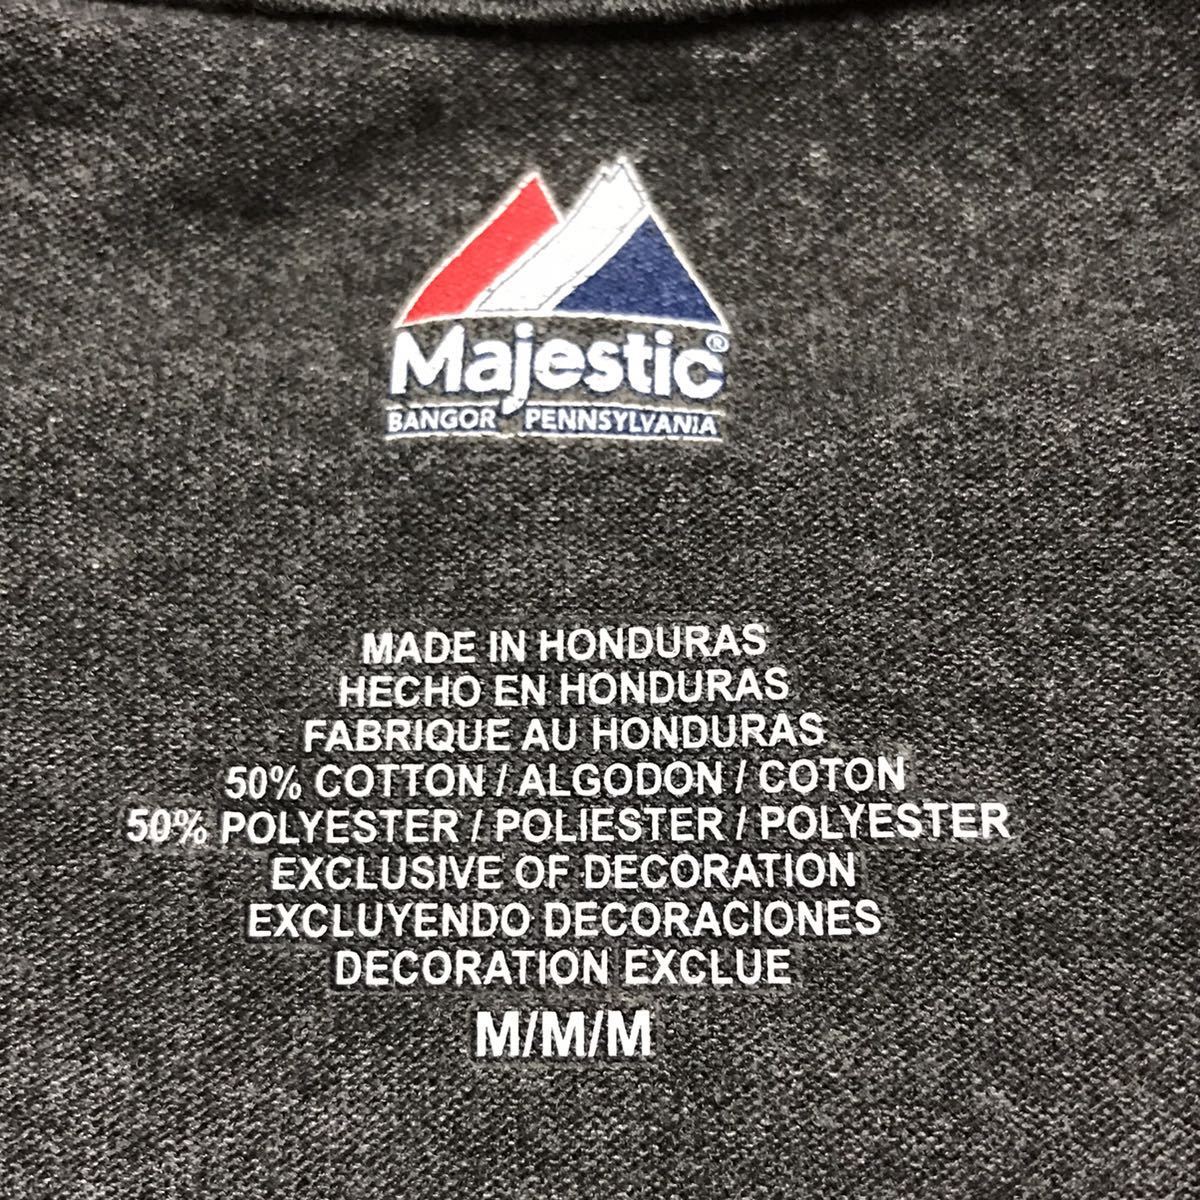 Majestic®
BANGOR PENNSYLVANIA
MADE IN HONDURAS
HECHO EN HONDURAS
FABRIQUE AU HONDURAS
50% COTTON / ALGODON / COTON
50% POLYESTER / POLIESTER / POLYESTER
EXCLUSIVE OF DECORATION
EXCLUYENDO DECORACIONES
DECORATION EXCLUE
M/M/M